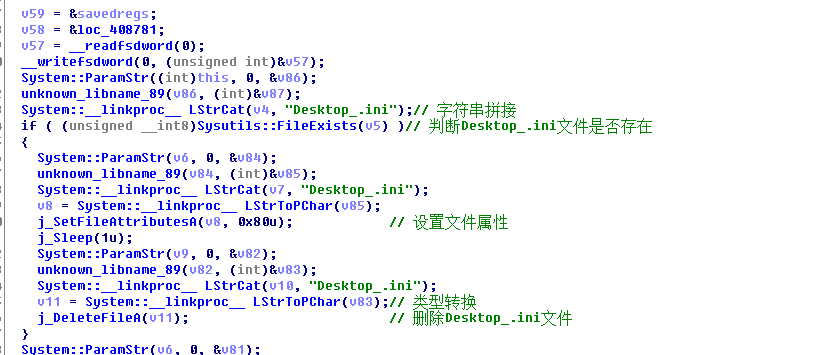 v59 = &savedregs;
v58 = &loc_408781;
v57 = __readfsdword(0);
__writefsdword(0, (unsigned int)&v57);
System::ParamStr((int)this, 0, &v86);
unknown_libname_89(v86, (int)&v87);
System::__linkproc__ LStrCat(v4, "Desktop_.ini");// 字符串拼接
if ( (unsigned __int8)Sysutils::FileExists(v5) )// 判断Desktop_.ini文件是否存在
{
System::ParamStr(v6, 0, &v84);
unknown_libname_89(v84, (int)&v85);
System::__linkproc__ LStrCat(v7, "Desktop_.ini");
v8 = System::__linkproc__ LStrToPChar(v85);
j_SetFileAttributesA(v8, 0x80u); // 设置文件属性
j_Sleep(1u);
System::ParamStr(v9, 0, &v82);
unknown_libname_89(v82, (int)&v83);
System::__linkproc__ LStrCat(v10, "Desktop_.ini");
v11 = System::__linkproc__ LStrToPChar(v83);// 类型转换
j_DeleteFileA(v11); // 删除Desktop_.ini文件
}
System::ParamStr(v6, 0, &v81);